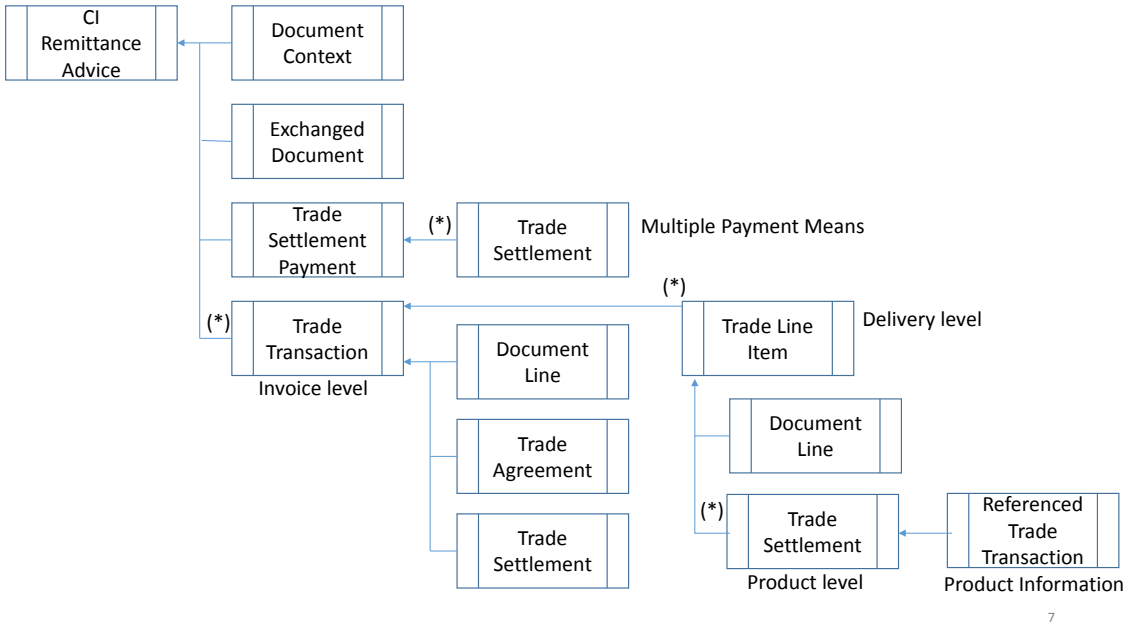 CI
Remittance
Advice
Document
Context
Exchanged
Document
Trade
Settlement
Payment
(*)
Trade
Settlement
Multiple Payment Means
(*)
Trade
Transaction
Invoice level
(*)
Trade Line
Item
Delivery level
Document
Line
Trade
Agreement
Trade
Settlement
Document
Line
(*)
Trade
Settlement
Product level
Referenced
Trade
Transaction
Product Information
7